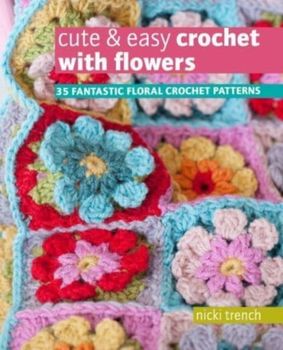 cute & easy crochet
with flowers
35 FANTASTIC FLORAL CROCHET PATTERNS
nicki trench